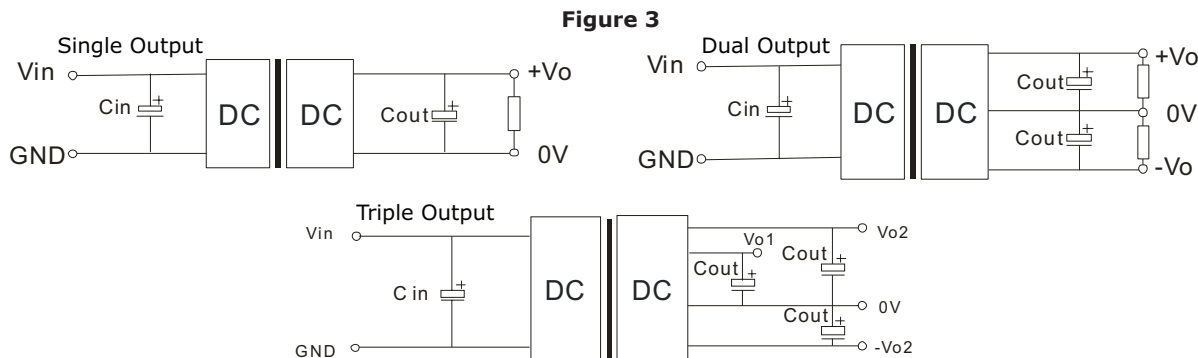 Figure 3
Single Output
Vin
+
Cin
GND
DC
DC
+
Cout
+Vo
0V
Dual Output
Vin
+
Cin
GND
DC
DC
+
Cout
+
Cout
+Vo
0V
-Vo
Triple Output
Vin
+
C in
GND
DC
DC
Vo1
Cout
+
Cout
+
Cout
+
Vo2
0V
-Vo2